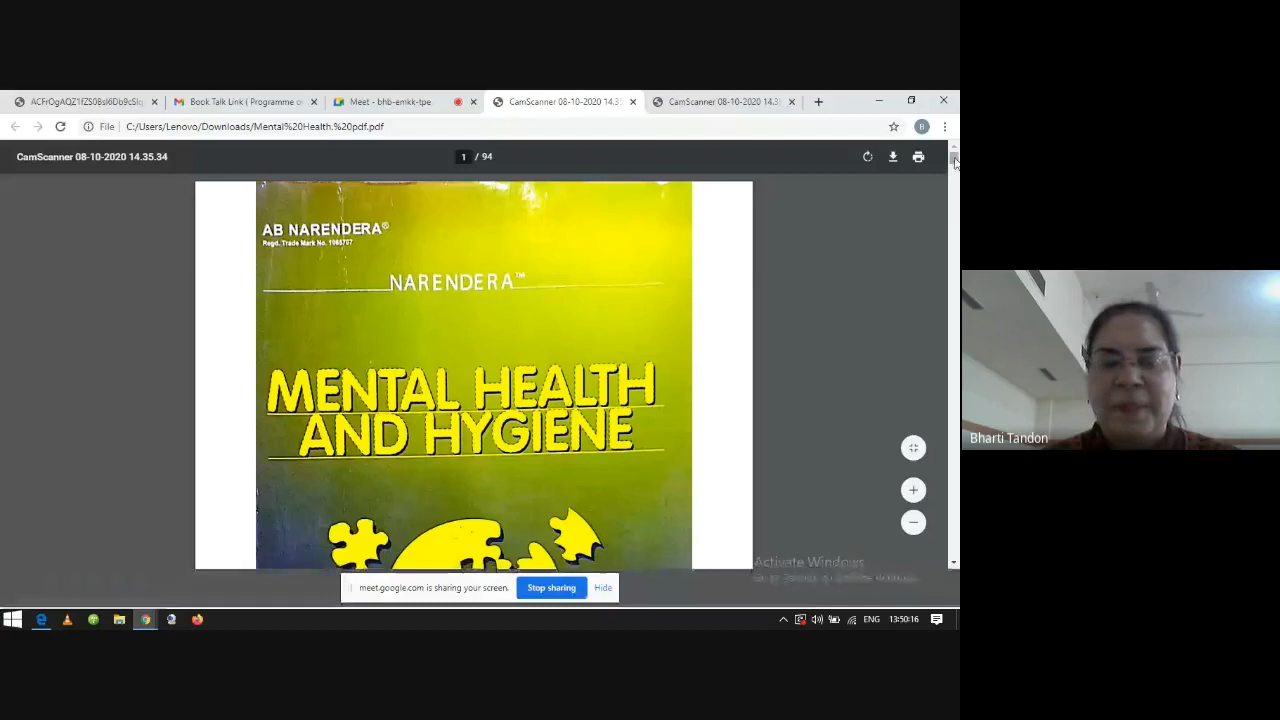 ACFrOgAQZ1fZS0BsI6Db9cSlq
Book Talk Link ( Programme o
Meet - bhb-emkk-tpe
CamScanner 08-10-2020 14.3
CamScanner 08-10-2020 14.3
File
C:/Users/Lenovo/Downloads/Mental%20Health.%20pdf.pdf
B
CamScanner 08-10-2020 14.35.34
1 / 94
AB NARENDERA®
Regd. Trade Mark No. 1065707
NARENDERA™
MENTAL HEALTH
AND HYGIENE
Bharti Tandon
Activate Windows
meet.google.com is sharing your screen.
Stop sharing
Hide
ENG
13:50:16